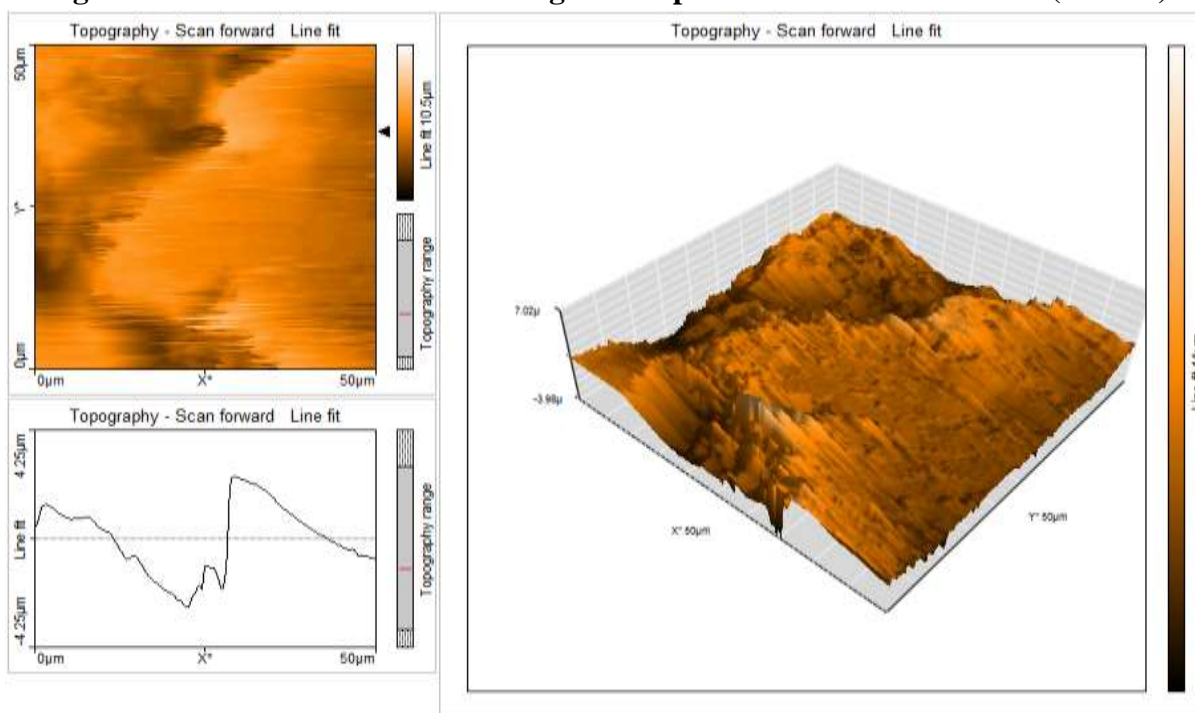 Topography - Scan forward Line fit
50µm
Y*
0µm
0µm X* 50µm
Line fit 10.5µm
Topography range
Topography - Scan forward Line fit
4.25µm
Line fit
-4.25µm
0µm X* 50µm
Topography range
Topography - Scan forward Line fit
7.02µ
-3.98µ
X* 50µm
Y* 50µm